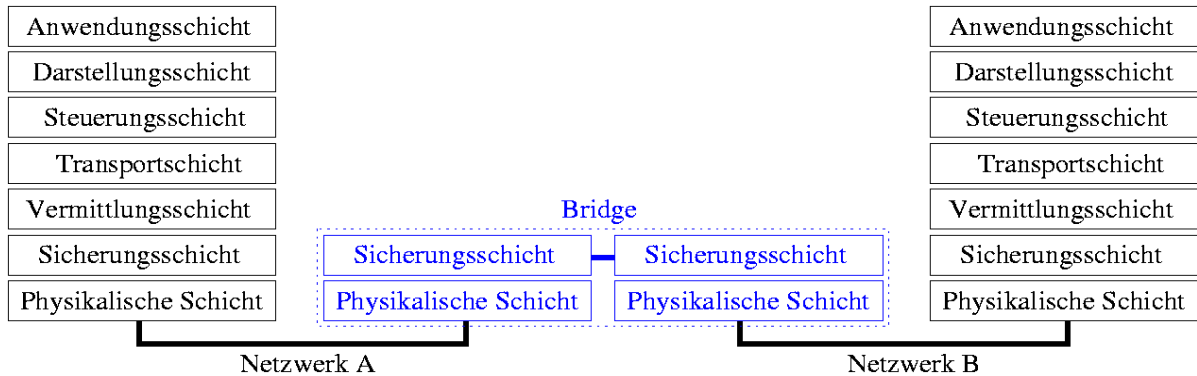 Anwendungsschicht
Darstellungsschicht
Steuerungsschicht
Transportschicht
Vermittlungsschicht
Sicherungsschicht
Physikalische Schicht
Bridge
Sicherungsschicht
Sicherungsschicht
Physikalische Schicht
Physikalische Schicht
Anwendungsschicht
Darstellungsschicht
Steuerungsschicht
Transportschicht
Vermittlungsschicht
Sicherungsschicht
Physikalische Schicht
Netzwerk A
Netzwerk B